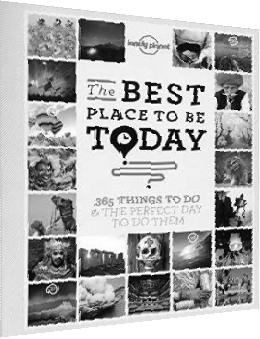 lonely planet
The BEST
PLACE TO BE
TODAY
365 THINGS TO DO
& THE PERFECT DAY
TO DO THEM